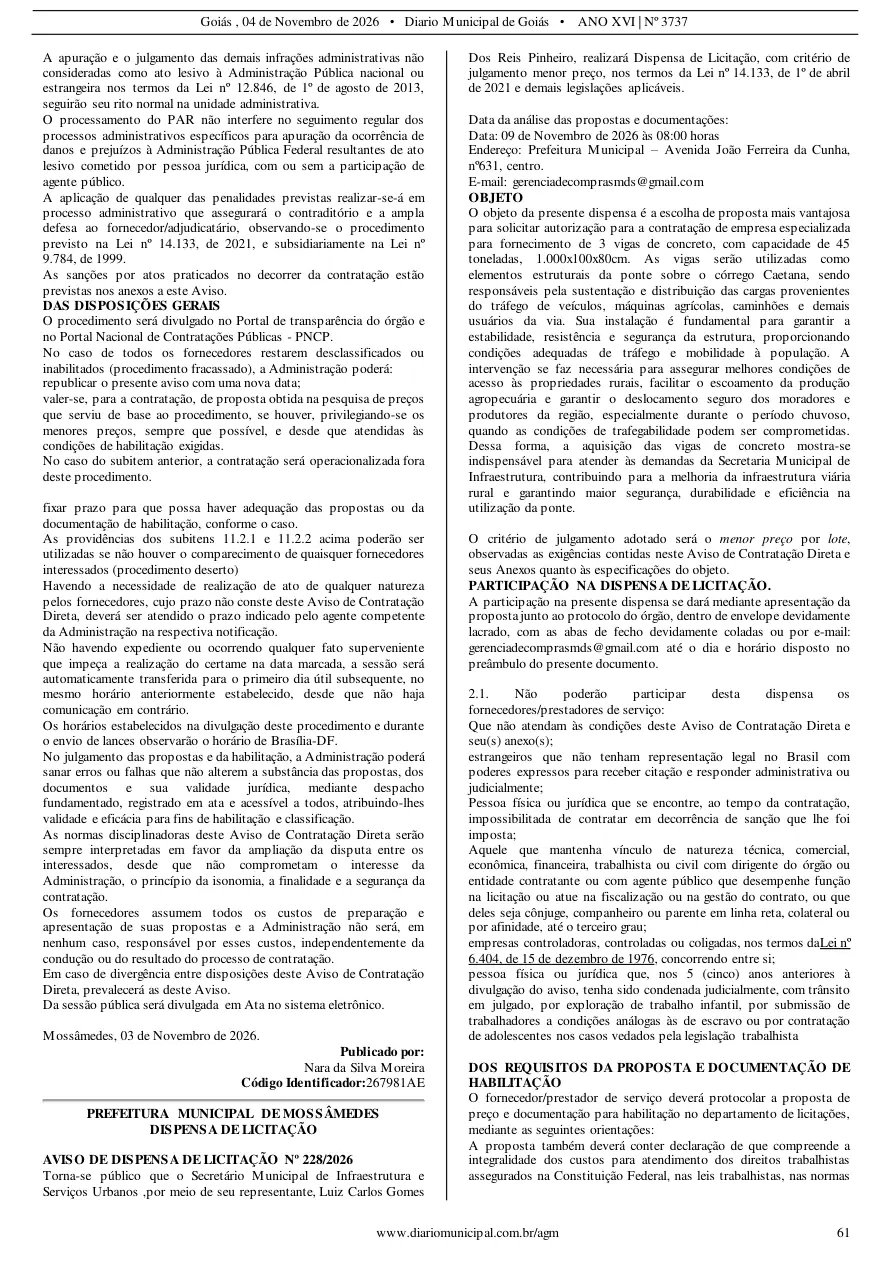 Goiás , 04 de Novembro de 2026 • Diario Municipal de Goiás • ANO XVI | Nº 3737
A apuração e o julgamento das demais infrações administrativas não
consideradas como ato lesivo à Administração Pública nacional ou
estrangeira nos termos da Lei nº 12.846, de 1º de agosto de 2013,
seguirão seu rito normal na unidade administrativa.
O processamento do PAR não interfere no seguimento regular dos
processos administrativos específicos para apuração da ocorrência de
danos e prejuízos à Administração Pública Federal resultantes de ato
lesivo cometido por pessoa jurídica, com ou sem a participação de
agente público.
A aplicação de qualquer das penalidades previstas realizar-se-á em
processo administrativo que assegurará o contraditório e a ampla
defesa ao fornecedor/adjudicatário, observando-se o procedimento
previsto na Lei nº 14.133, de 2021, e subsidiariamente na Lei nº
9.784, de 1999.
As sanções por atos praticados no decorrer da contratação estão
previstas nos anexos a este Aviso.
DAS DISPOSIÇÕES GERAIS
O procedimento será divulgado no Portal de transparência do órgão e
no Portal Nacional de Contratações Públicas - PNCP.
No caso de todos os fornecedores restarem desclassificados ou
inabilitados (procedimento fracassado), a Administração poderá:
republicar o presente aviso com uma nova data;
valer-se, para a contratação, de proposta obtida na pesquisa de preços
que serviu de base ao procedimento, se houver, privilegiando-se os
menores preços, sempre que possível, e desde que atendidas às
condições de habilitação exigidas.
No caso do subitem anterior, a contratação será operacionalizada fora
deste procedimento.
fixar prazo para que possa haver adequação das propostas ou da
documentação de habilitação, conforme o caso.
As providências dos subitens 11.2.1 e 11.2.2 acima poderão ser
utilizadas se não houver o comparecimento de quaisquer fornecedores
interessados (procedimento deserto)
Havendo a necessidade de realização de ato de qualquer natureza
pelos fornecedores, cujo prazo não conste deste Aviso de Contratação
Direta, deverá ser atendido o prazo indicado pelo agente competente
da Administração na respectiva notificação.
Não havendo expediente ou ocorrendo qualquer fato superveniente
que impeça a realização do certame na data marcada, a sessão será
automaticamente transferida para o primeiro dia útil subsequente, no
mesmo horário anteriormente estabelecido, desde que não haja
comunicação em contrário.
Os horários estabelecidos na divulgação deste procedimento e durante
o envio de lances observarão o horário de Brasília-DF.
No julgamento das propostas e da habilitação, a Administração poderá
sanar erros ou falhas que não alterem a substância das propostas, dos
documentos e sua validade jurídica, mediante despacho
fundamentado, registrado em ata e acessível a todos, atribuindo-lhes
validade e eficácia para fins de habilitação e classificação.
As normas disciplinadoras deste Aviso de Contratação Direta serão
sempre interpretadas em favor da ampliação da disputa entre os
interessados, desde que não comprometam o interesse da
Administração, o princípio da isonomia, a finalidade e a segurança da
contratação.
Os fornecedores assumem todos os custos de preparação e
apresentação de suas propostas e a Administração não será, em
nenhum caso, responsável por esses custos, independentemente da
condução ou do resultado do processo de contratação.
Em caso de divergência entre disposições deste Aviso de Contratação
Direta, prevalecerá as deste Aviso.
Da sessão pública será divulgada em Ata no sistema eletrônico.
Mossâmedes, 03 de Novembro de 2026.
Publicado por:
Nara da Silva Moreira
Código Identificador:267981AE
PREFEITURA MUNICIPAL DE MOSSÂMEDES
DISPENSA DE LICITAÇÃO
AVISO DE DISPENSA DE LICITAÇÃO Nº 228/2026
Torna-se público que o Secretário Municipal de Infraestrutura e
Serviços Urbanos ,por meio de seu representante, Luiz Carlos Gomes
Dos Reis Pinheiro, realizará Dispensa de Licitação, com critério de
julgamento menor preço, nos termos da Lei nº 14.133, de 1º de abril
de 2021 e demais legislações aplicáveis.
Data da análise das propostas e documentações:
Data: 09 de Novembro de 2026 às 08:00 horas
Endereço: Prefeitura Municipal – Avenida João Ferreira da Cunha,
nº631, centro.
E-mail: gerenciadecomprasmds@gmail.com
OBJETO
O objeto da presente dispensa é a escolha de proposta mais vantajosa
para solicitar autorização para a contratação de empresa especializada
para fornecimento de 3 vigas de concreto, com capacidade de 45
toneladas, 1.000x100x80cm. As vigas serão utilizadas como
elementos estruturais da ponte sobre o córrego Caetana, sendo
responsáveis pela sustentação e distribuição das cargas provenientes
do tráfego de veículos, máquinas agrícolas, caminhões e demais
usuários da via. Sua instalação é fundamental para garantir a
estabilidade, resistência e segurança da estrutura, proporcionando
condições adequadas de tráfego e mobilidade à população. A
intervenção se faz necessária para assegurar melhores condições de
acesso às propriedades rurais, facilitar o escoamento da produção
agropecuária e garantir o deslocamento seguro dos moradores e
produtores da região, especialmente durante o período chuvoso,
quando as condições de trafegabilidade podem ser comprometidas.
Dessa forma, a aquisição das vigas de concreto mostra-se
indispensável para atender às demandas da Secretaria Municipal de
Infraestrutura, contribuindo para a melhoria da infraestrutura viária
rural e garantindo maior segurança, durabilidade e eficiência na
utilização da ponte.
O critério de julgamento adotado será o menor preço por lote,
observadas as exigências contidas neste Aviso de Contratação Direta e
seus Anexos quanto às especificações do objeto.
PARTICIPAÇÃO NA DISPENSA DE LICITAÇÃO.
A participação na presente dispensa se dará mediante apresentação da
proposta junto ao protocolo do órgão, dentro de envelope devidamente
lacrado, com as abas de fecho devidamente coladas ou por e-mail:
gerenciadecomprasmds@gmail.com até o dia e horário disposto no
preâmbulo do presente documento.
2.1. Não poderão participar desta dispensa os
fornecedores/prestadores de serviço:
Que não atendam às condições deste Aviso de Contratação Direta e
seu(s) anexo(s);
estrangeiros que não tenham representação legal no Brasil com
poderes expressos para receber citação e responder administrativa ou
judicialmente;
Pessoa física ou jurídica que se encontre, ao tempo da contratação,
impossibilitada de contratar em decorrência de sanção que lhe foi
imposta;
Aquele que mantenha vínculo de natureza técnica, comercial,
econômica, financeira, trabalhista ou civil com dirigente do órgão ou
entidade contratante ou com agente público que desempenhe função
na licitação ou atue na fiscalização ou na gestão do contrato, ou que
deles seja cônjuge, companheiro ou parente em linha reta, colateral ou
por afinidade, até o terceiro grau;
empresas controladoras, controladas ou coligadas, nos termos daLei nº
6.404, de 15 de dezembro de 1976, concorrendo entre si;
pessoa física ou jurídica que, nos 5 (cinco) anos anteriores à
divulgação do aviso, tenha sido condenada judicialmente, com trânsito
em julgado, por exploração de trabalho infantil, por submissão de
trabalhadores a condições análogas às de escravo ou por contratação
de adolescentes nos casos vedados pela legislação trabalhista
DOS REQUISITOS DA PROPOSTA E DOCUMENTAÇÃO DE
HABILITAÇÃO
O fornecedor/prestador de serviço deverá protocolar a proposta de
preço e documentação para habilitação no departamento de licitações,
mediante as seguintes orientações:
A proposta também deverá conter declaração de que compreende a
integralidade dos custos para atendimento dos direitos trabalhistas
assegurados na Constituição Federal, nas leis trabalhistas, nas normas
www.diariomunicipal.com.br/agm 61